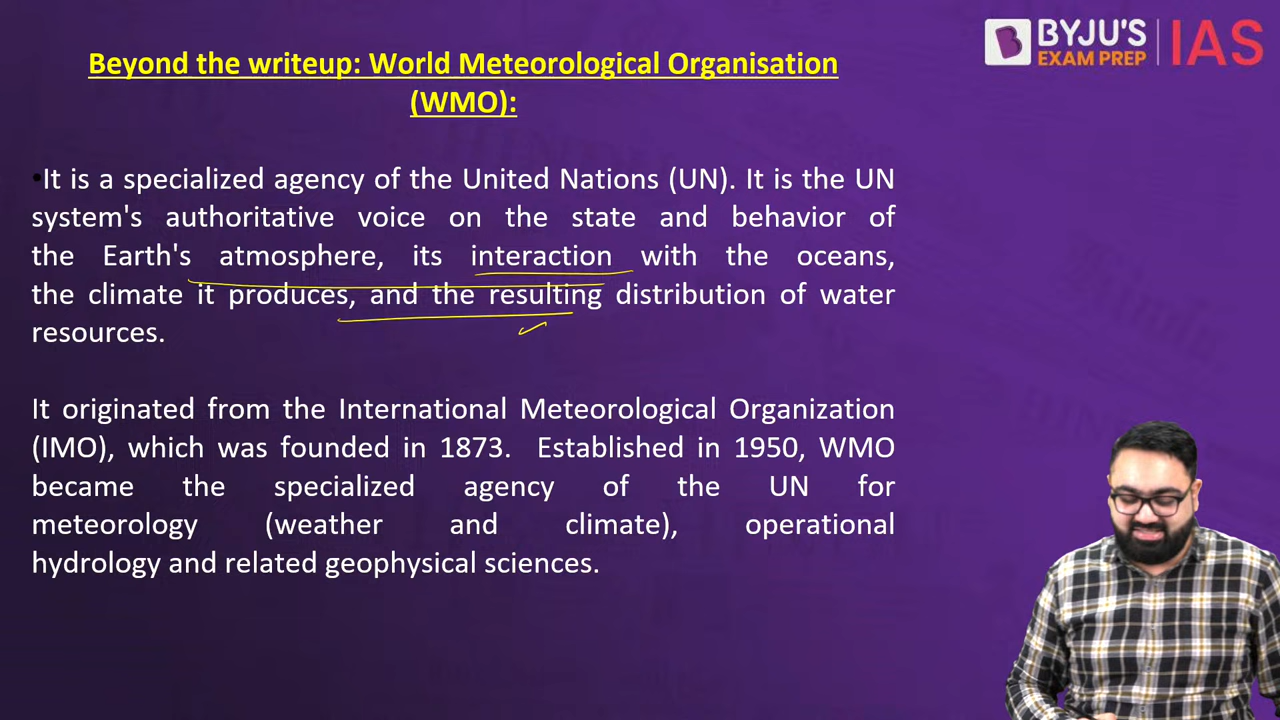 Beyond the writeup: World Meteorological Organisation
(WMO):
BYJU'S
EXAM PREP
IAS
•It is a specialized agency of the United Nations (UN). It is the UN
system's authoritative voice on the state and behavior of
the Earth's atmosphere, its interaction with the oceans,
the climate it produces, and the resulting distribution of water
resources.
It originated from the International Meteorological Organization
(IMO), which was founded in 1873. Established in 1950, WMO
became the specialized agency of the UN for
meteorology (weather and climate), operational
hydrology and related geophysical sciences.